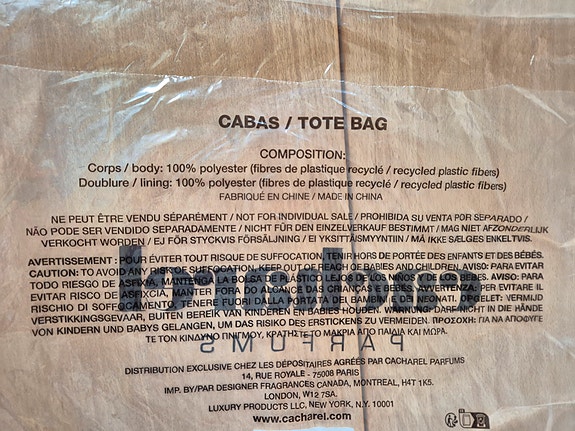 CABAS / TOTE BAG
COMPOSITION:
Corps / body: 100% polyester (fibres de plastique recyclé / recycled plastic fibers)
Doublure / lining: 100% polyester (fibres de plastique recyclé / recycled plastic fibers)
FABRIQUÉ EN CHINE / MADE IN CHINA
NE PEUT ÊTRE VENDU SÉPARÉMENT / NOT FOR INDIVIDUAL SALE / PROHIBIDA SU VENTA POR SEPARADO /
NÃO PODE SER VENDIDO SEPARADAMENTE / NICHT FÜR DEN EINZELVERKAUF BESTIMMT / MAG NIET AFZONDERLIJK
VERKOCHT WORDEN / EJ FÖR STYCKVIS FÖRSÄLJNING / EI YKSITTÄISMYYNTIIN / MÅ IKKE SÆLGES ENKELTVIS.
AVERTISSEMENT : POUR ÉVITER TOUT RISQUE DE SUFFOCATION, TENIR HORS DE PORTÉE DES ENFANTS ET DES BÉBÉS.
CAUTION: TO AVOID ANY RISK OF SUFFOCATION, KEEP OUT OF REACH OF BABIES AND CHILDREN. AVISO: PARA EVITAR
TODO RIESGO DE ASFIXIA, MANTENGA LA BOLSA DE PLASTICO LEJOS DE LOS NIÑOS Y DE LOS BEBÉS. AVISO: PARA
EVITAR RISCO DE ASFICXIA, MANTER FORA DO ALCANCE DAS CRIANÇAS E DOS BEBÉS. PER EVITARE IL
RISCHIO DI SOFFOCAMENTO, TENERE FUORI DALLA PORTATA DI BAMBINI E NEONATI. OPGELET: VERMIJD
VERSTIKKINGSGEVAAR, BUITEN BEREIK VAN KINDEREN EN BABIES HOUDEN. WARNUNG: DARF NICHT IN DIE HÄNDE
VON KINDERN UND BABYS GELANGEN, UM DAS RISIKO DES ERSTICKENS ZU VERMEIDEN. ΠΡΟΣΟΧΗ: ΓΙΑ ΝΑ ΑΠΟΦΥΓΕ
ΤΕ ΤΟΝ ΚΙΝΔΥΝΟ ΠΝΙΓΜΟΥ, ΚΡΑΤΗΣΤΕ ΤΟ ΜΑΚΡΙΑ ΑΠΟ ΠΑΙΔΙΑ ΚΑΙ ΜΩΡΑ.
cacharel
PARFUMS
DISTRIBUTION EXCLUSIVE CHEZ LES DÉPOSITAIRES AGRÉÉS PAR CACHAREL PARFUMS
14, RUE ROYALE - 75008 PARIS
IMP. BY/PAR DESIGNER FRAGRANCES CANADA, MONTREAL, H4T 1K5.
LONDON, W12 7SA.
LUXURY PRODUCTS LLC, NEW YORK, N.Y. 10001
www.cacharel.com